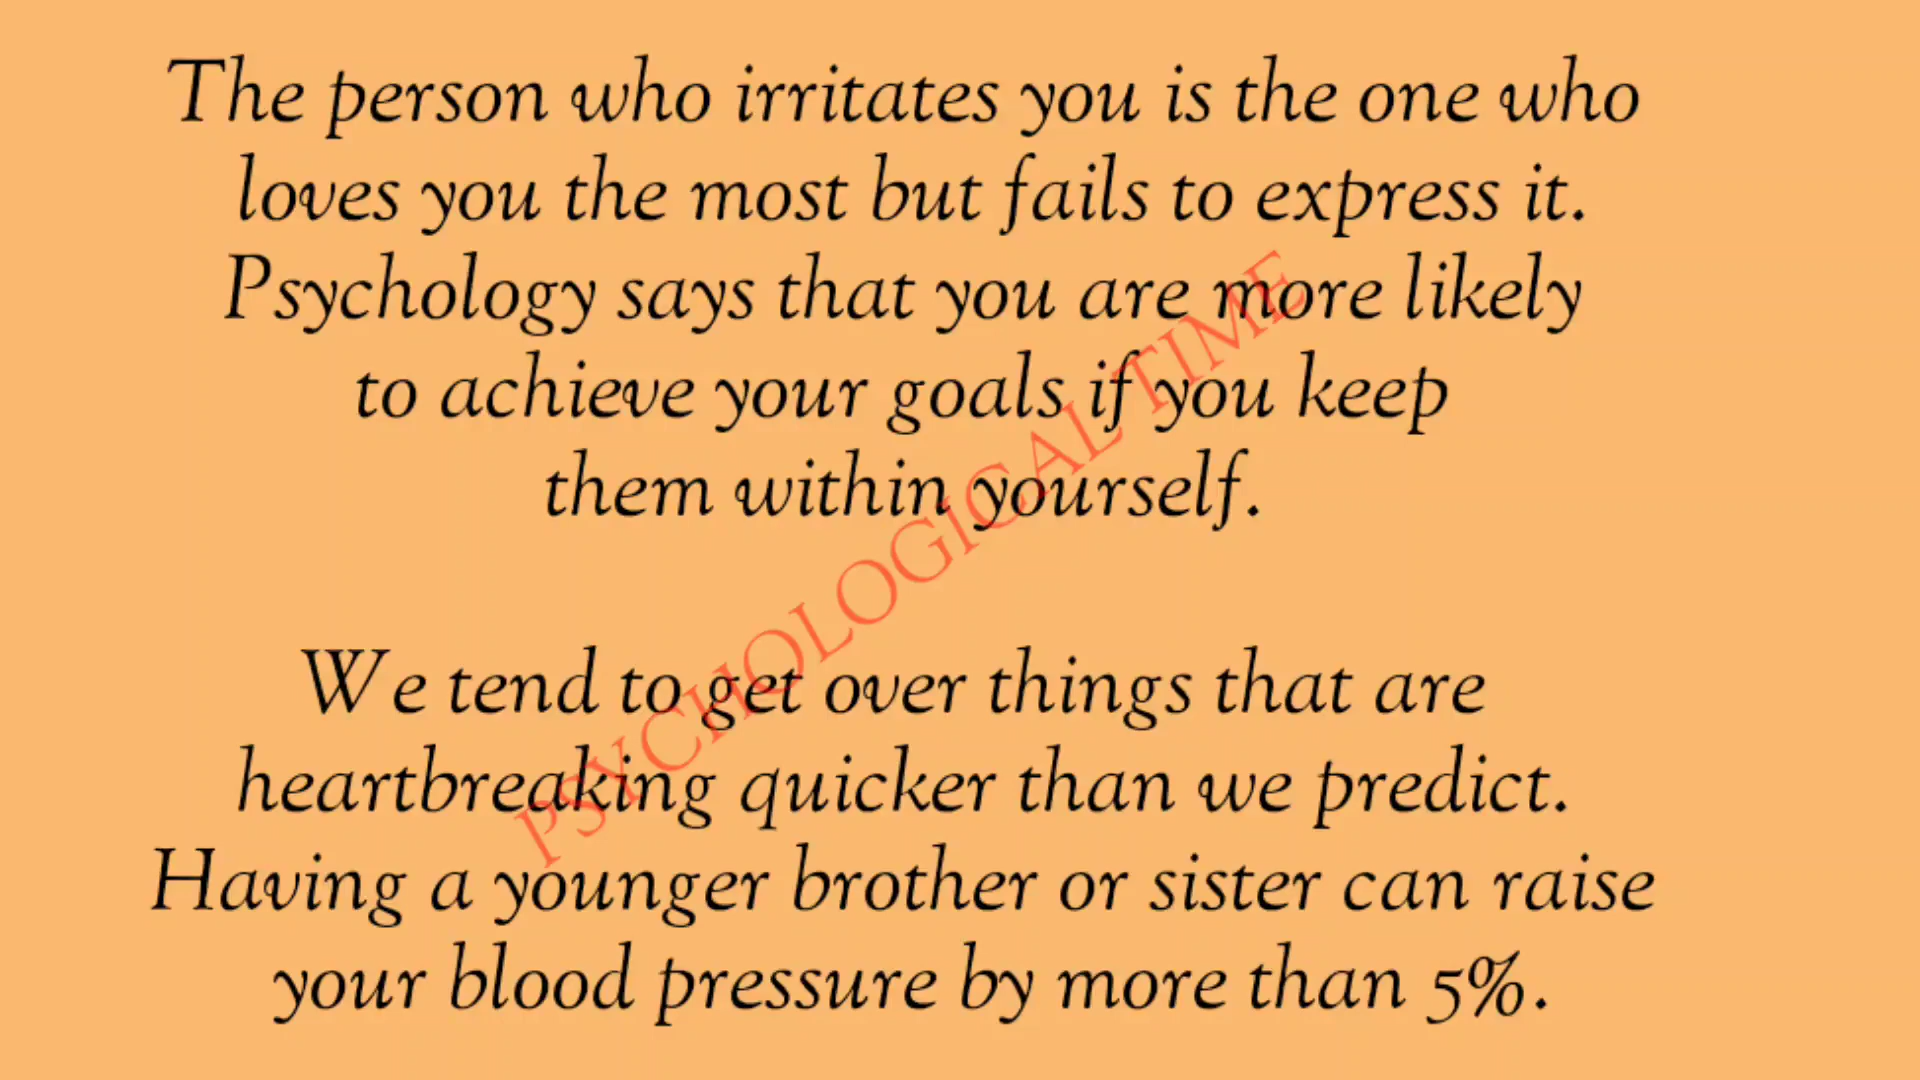 The person who irritates you is the one who
loves you the most but fails to express it.
Psychology says that you are more likely
to achieve your goals if you keep
them within yourself.
We tend to get over things that are
heartbreaking quicker than we predict.
Having a younger brother or sister can raise
your blood pressure by more than 5%.
PSYCHOLOGICAL TIME